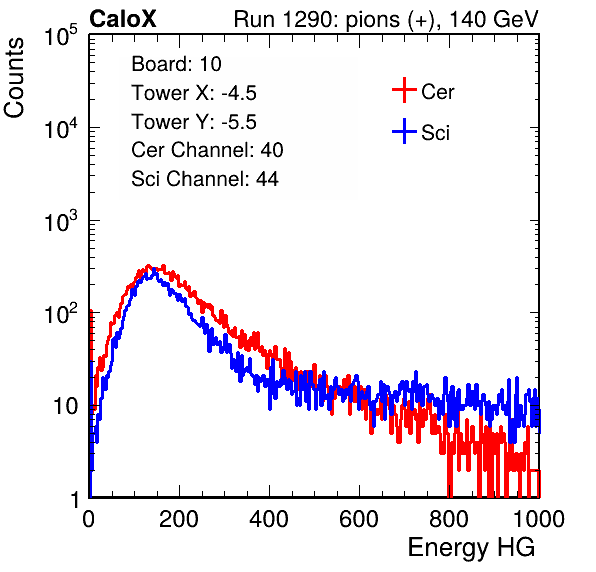 CaloX Run 1290: pions (+), 140 GeV
Counts
Board: 10
Tower X: -4.5
Tower Y: -5.5
Cer Channel: 40
Sci Channel: 44
Cer
Sci
10^5
10^4
10^3
10^2
10
1
0 200 400 600 800 1000
Energy HG